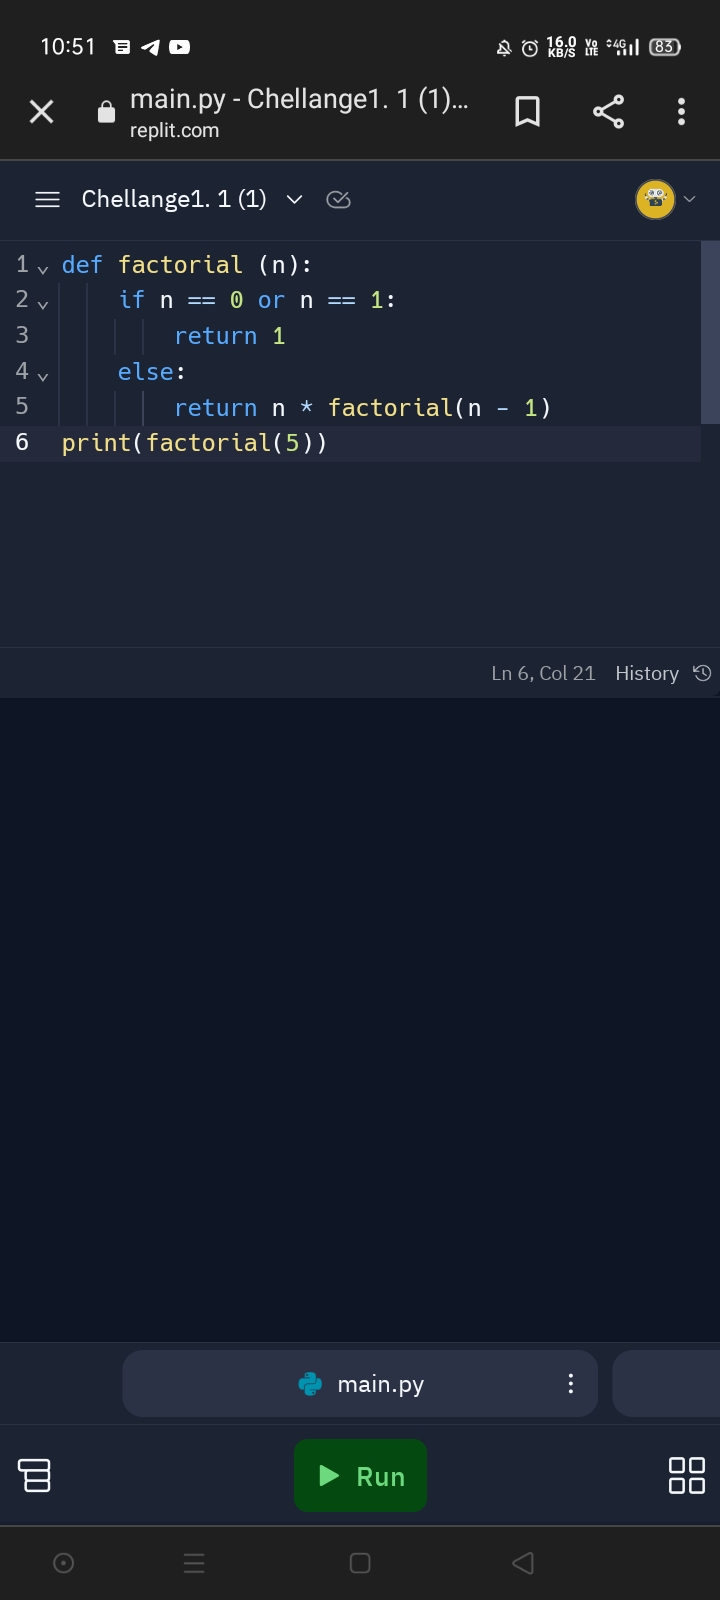 10:51 16.0 KB/S Vo LTE 4G 83
main.py - Chellange1. 1 (1)...
replit.com
Chellange1. 1 (1)
1 def factorial (n):
2     if n == 0 or n == 1:
3         return 1
4     else:
5         return n * factorial(n - 1)
6 print(factorial(5))
Ln 6, Col 21 History
main.py
Run